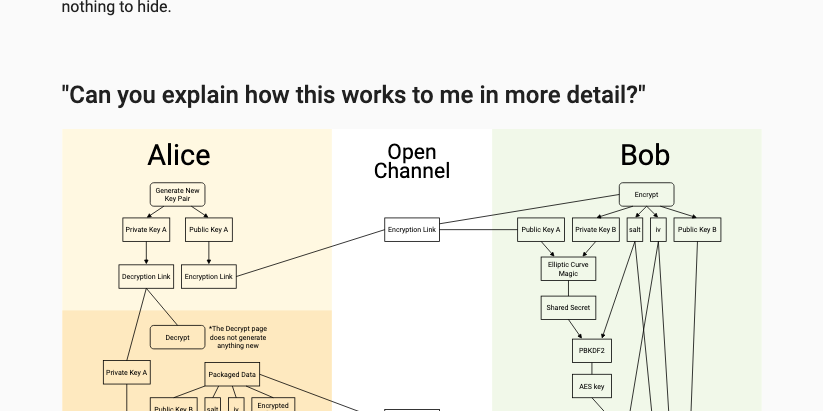 nothing to hide.
"Can you explain how this works to me in more detail?"
Alice
Open
Channel
Bob
Generate New
Key Pair
Encrypt
Private Key A
Public Key A
Encryption Link
Public Key A
Private Key B
salt
iv
Public Key B
Decryption Link
Encryption Link
Elliptic Curve
Magic
Shared Secret
Decrypt
*The Decrypt page
does not generate
anything new
PBKDF2
Private Key A
Packaged Data
AES key
Public Key B
salt
iv
Encrypted